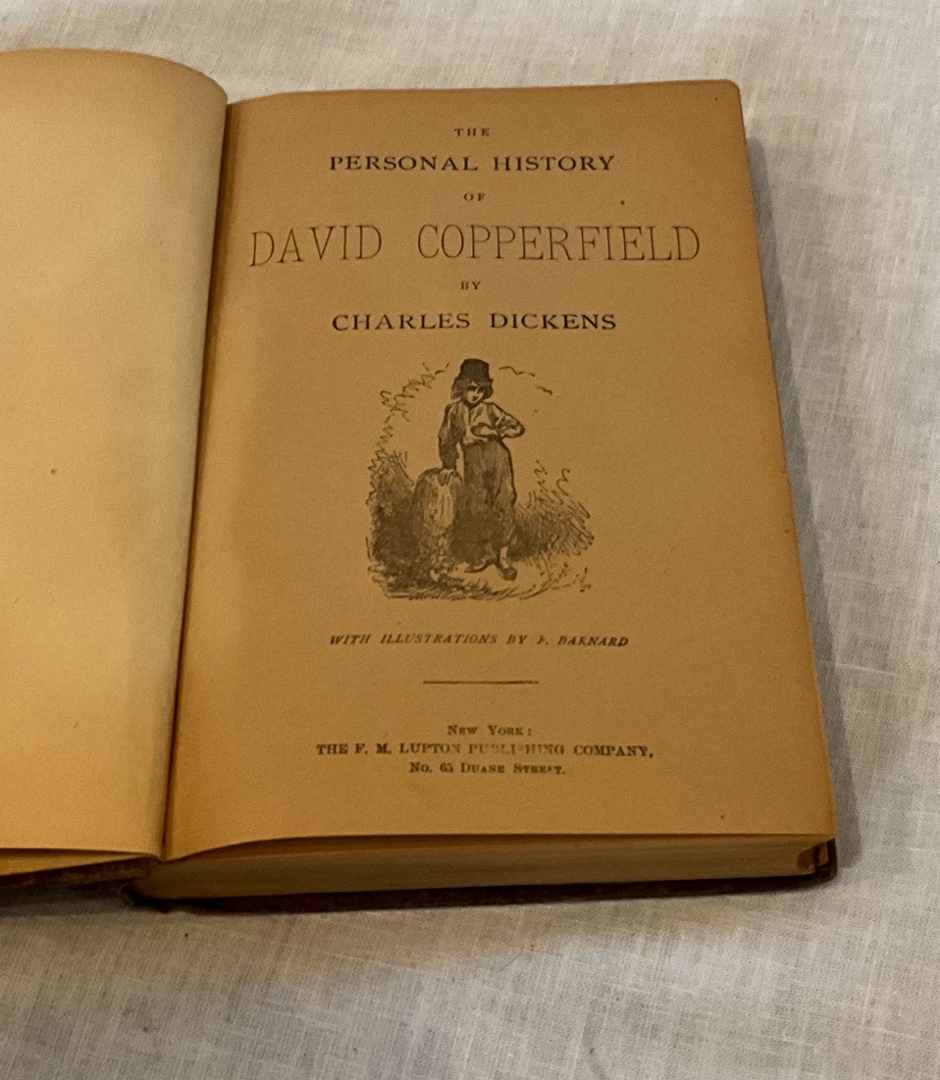 THE
PERSONAL HISTORY
OF
DAVID COPPERFIELD
BY
CHARLES DICKENS
WITH ILLUSTRATIONS BY F. BARNARD
NEW YORK:
THE F. M. LUPTON PUBLISHING COMPANY,
No. 65 DUANE STREET.